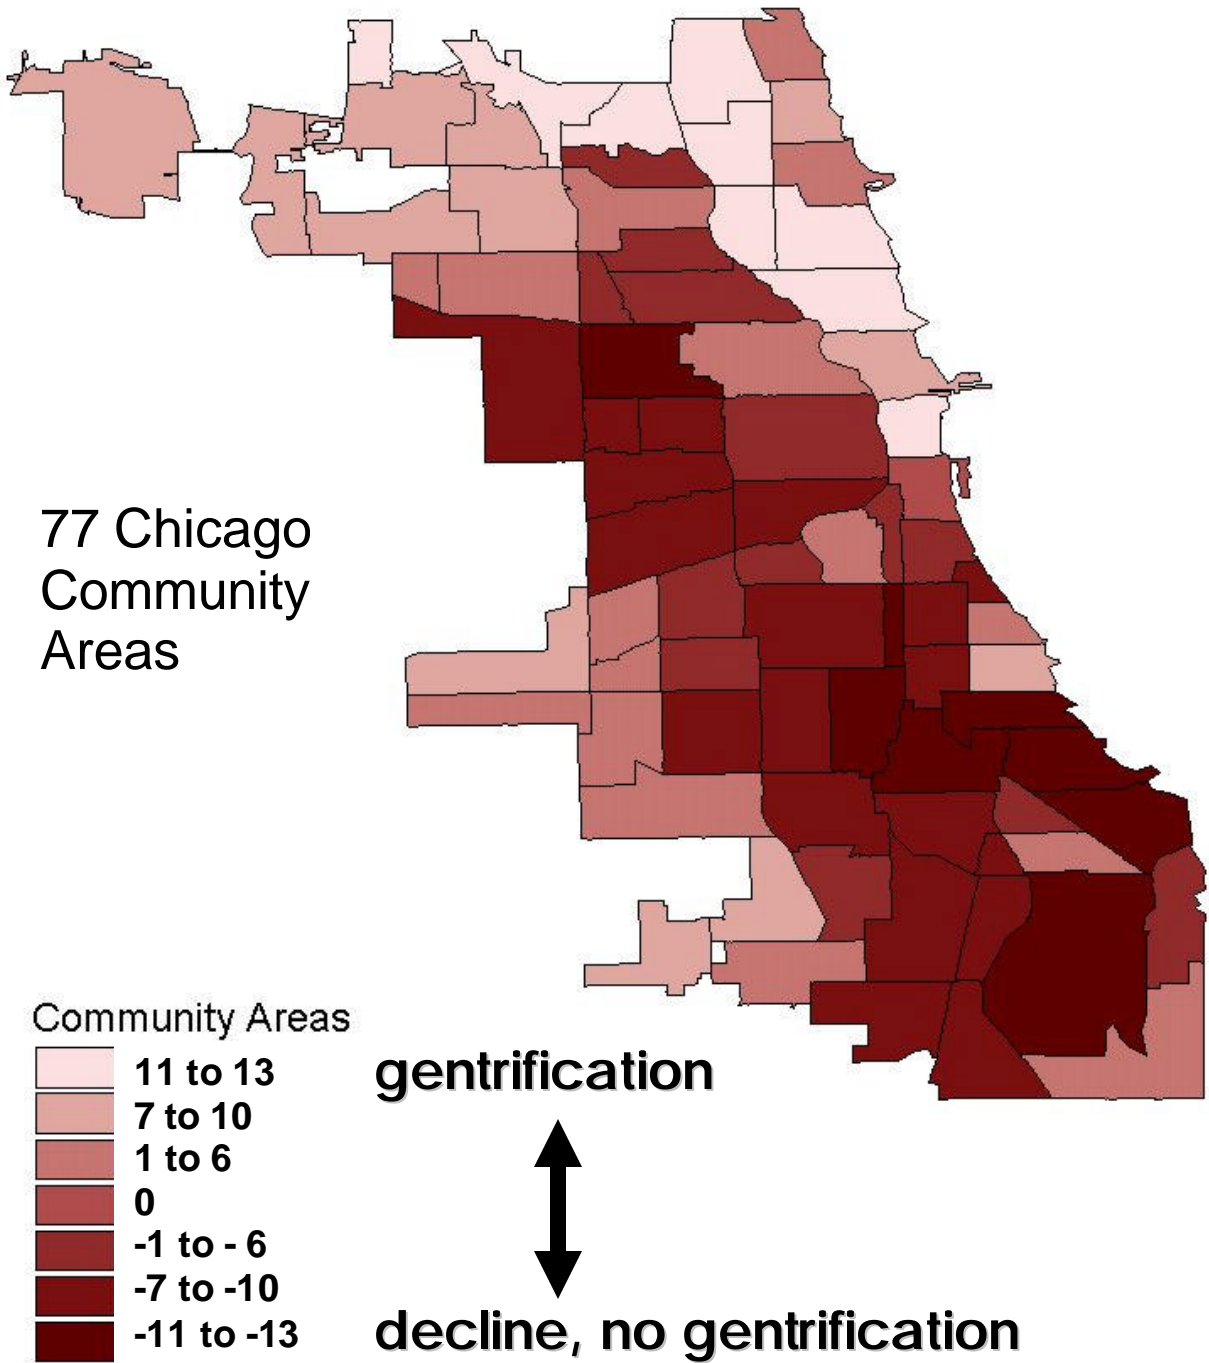 77 Chicago
Community
Areas
Community Areas
11 to 13
7 to 10
1 to 6
0
-1 to - 6
-7 to -10
-11 to -13
gentrification
decline, no gentrification